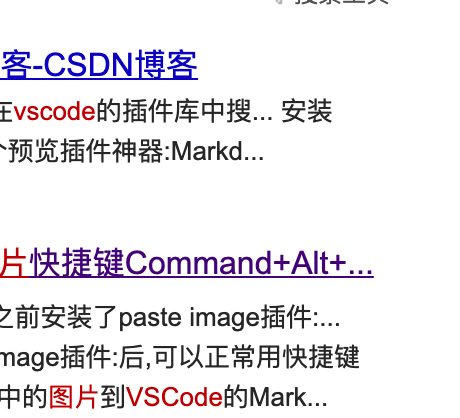 客-CSDN博客
在vscode的插件库中搜... 安装
个预览插件神器:Markd...
片快捷键Command+Alt+...
之前安装了paste image插件:...
image插件:后,可以正常用快捷键
中的图片到VSCode的Mark...